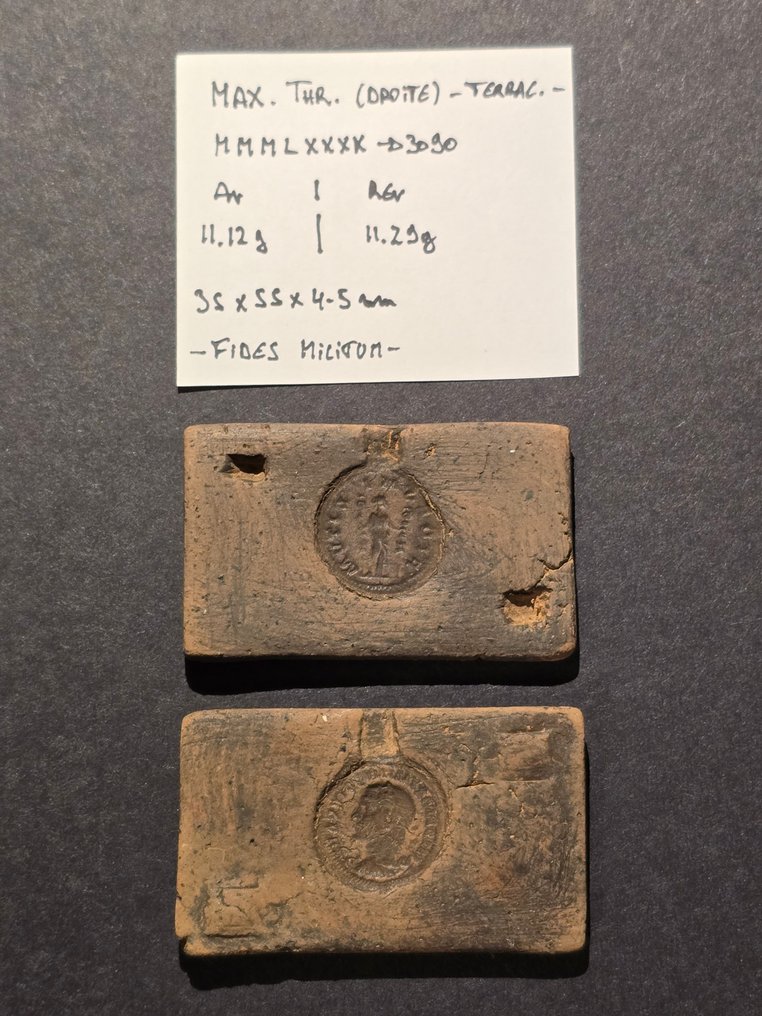 MAX. THR. (DROITE) - TERRAC. -
MMMLXXXX → 3090
Av | Rev
11.12g | 11.29g
35 x 55 x 4-5 mm
- FIDES MILITUM -